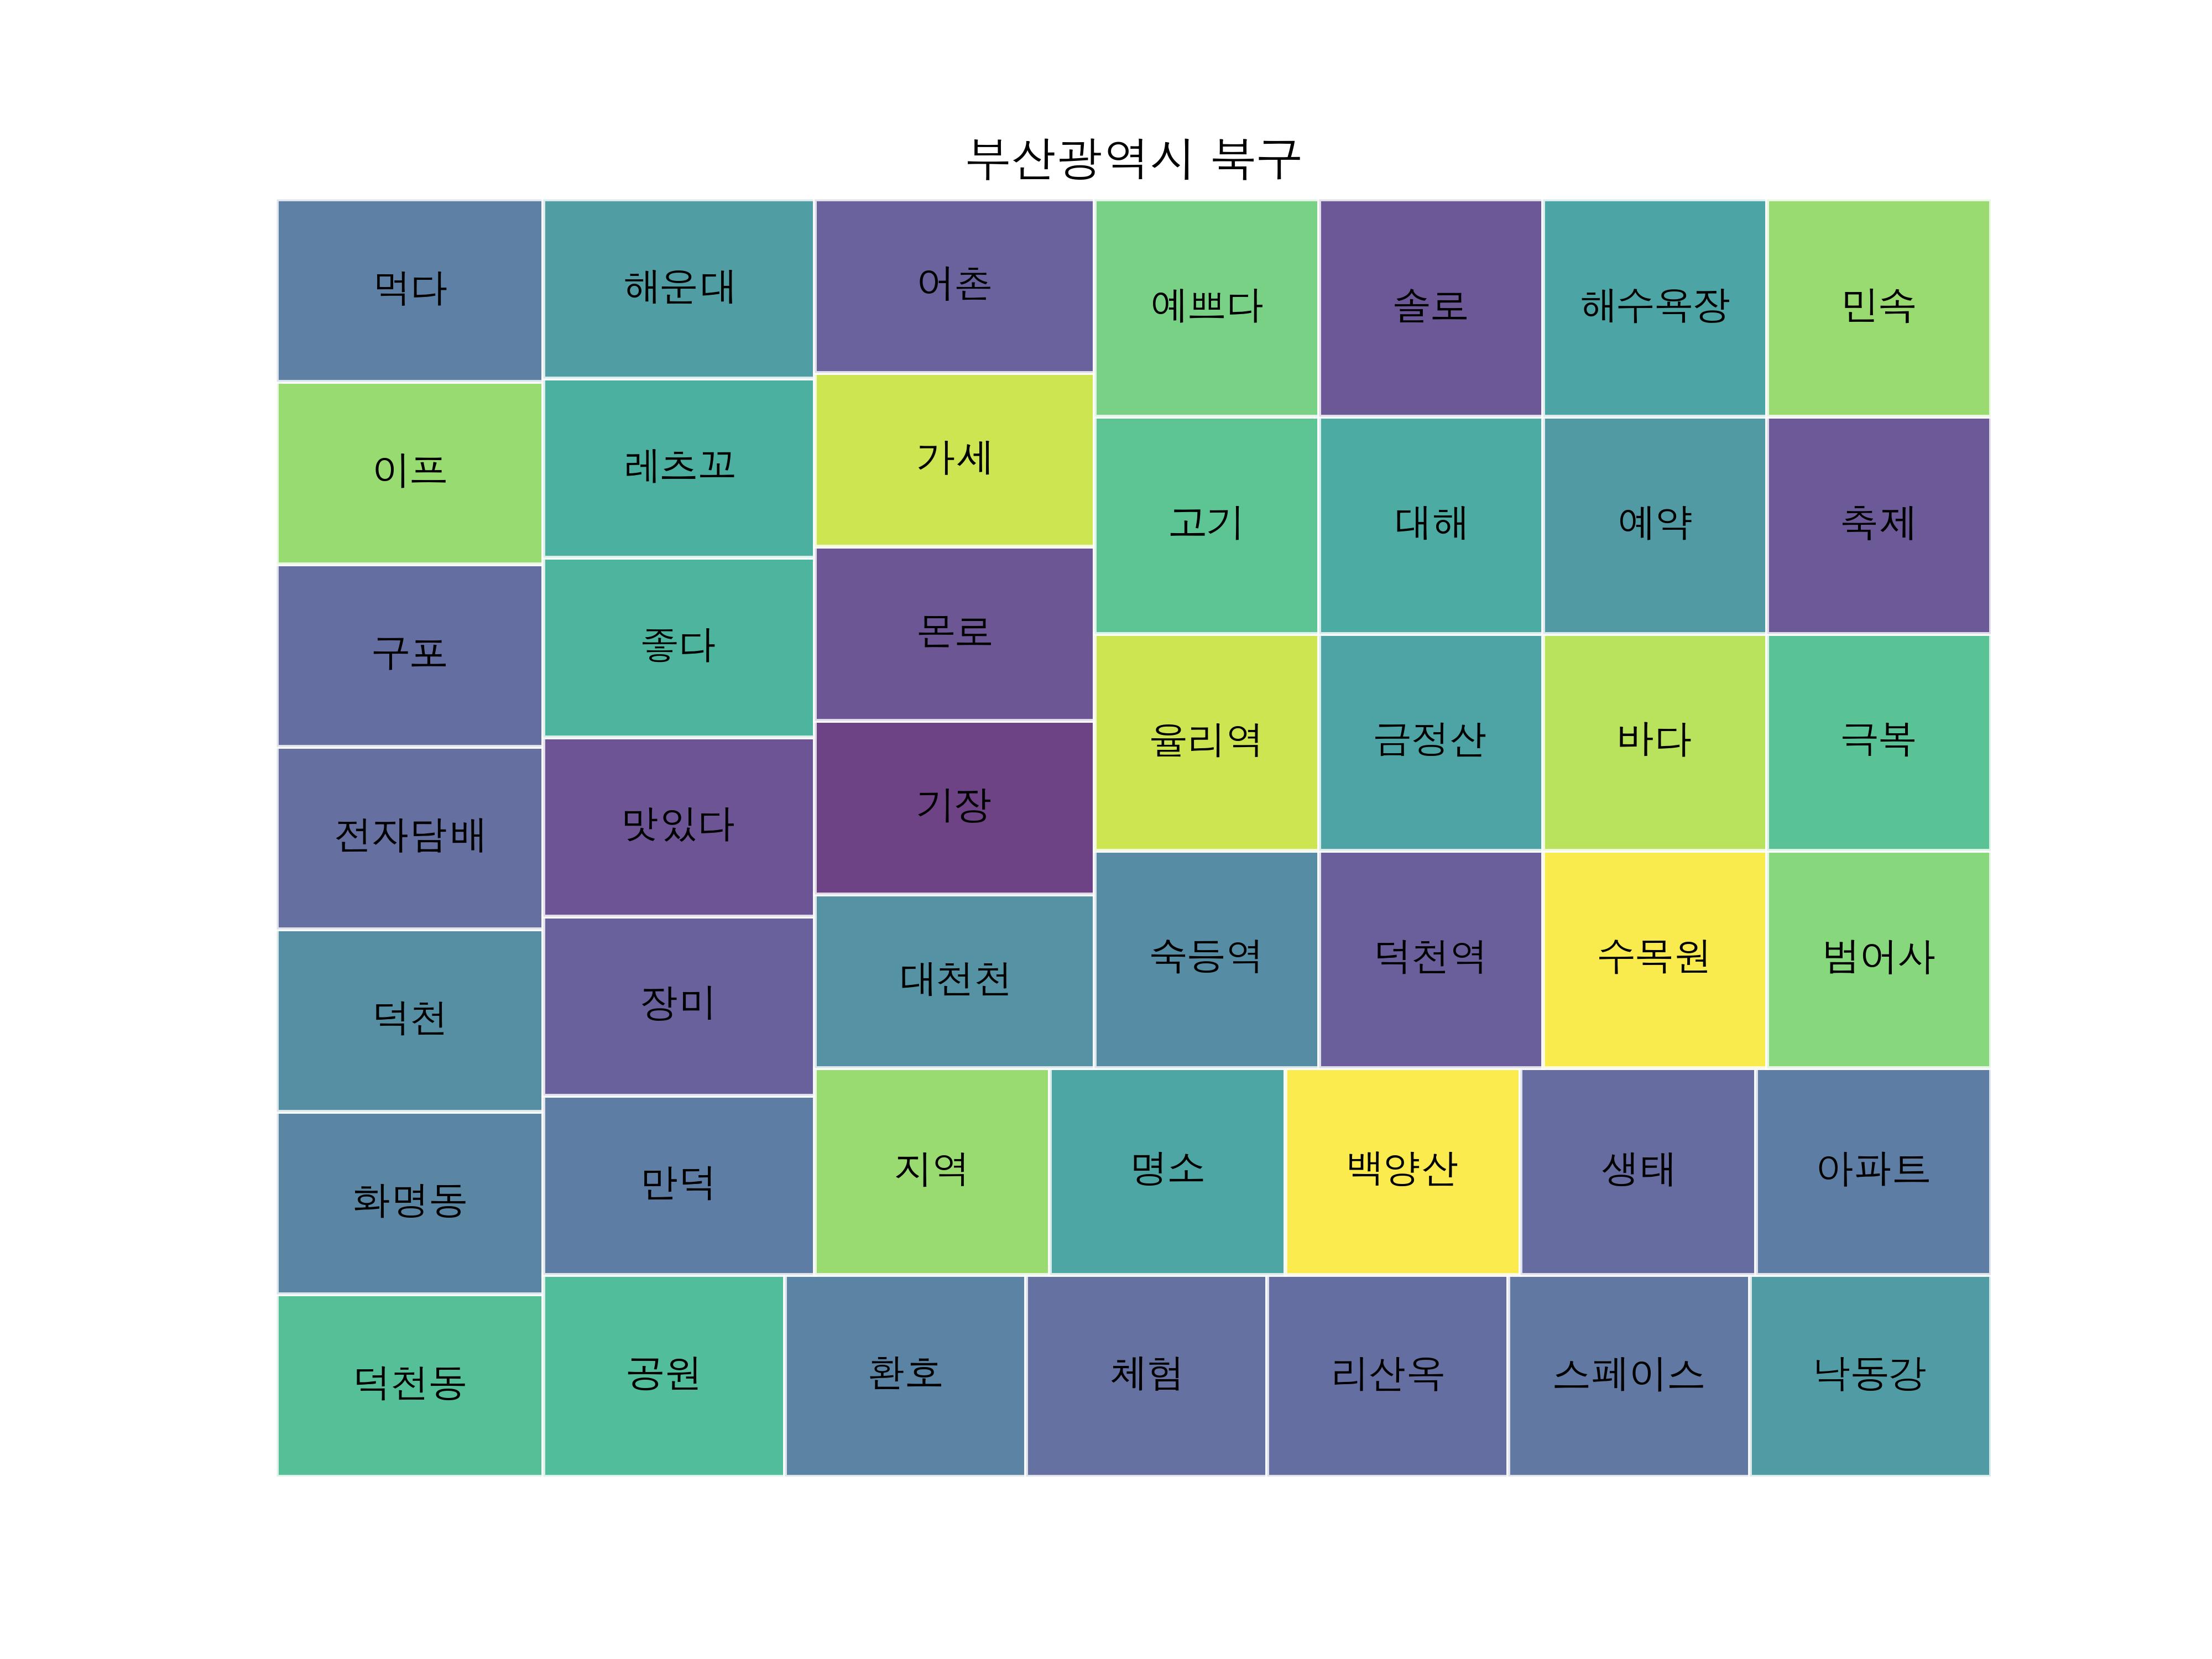 부산광역시 북구
먹다
해운대
어촌
예쁘다
슬로
해수욕장
민속
이프
레츠꼬
가세
고기
대해
예약
축제
구포
좋다
몬로
율리역
금정산
바다
극복
전자담배
맛있다
기장
숙등역
덕천역
수목원
범어사
덕천
장미
대천천
화명동
만덕
지역
명소
백양산
생태
아파트
덕천동
공원
환호
체험
리산옥
스페이스
낙동강